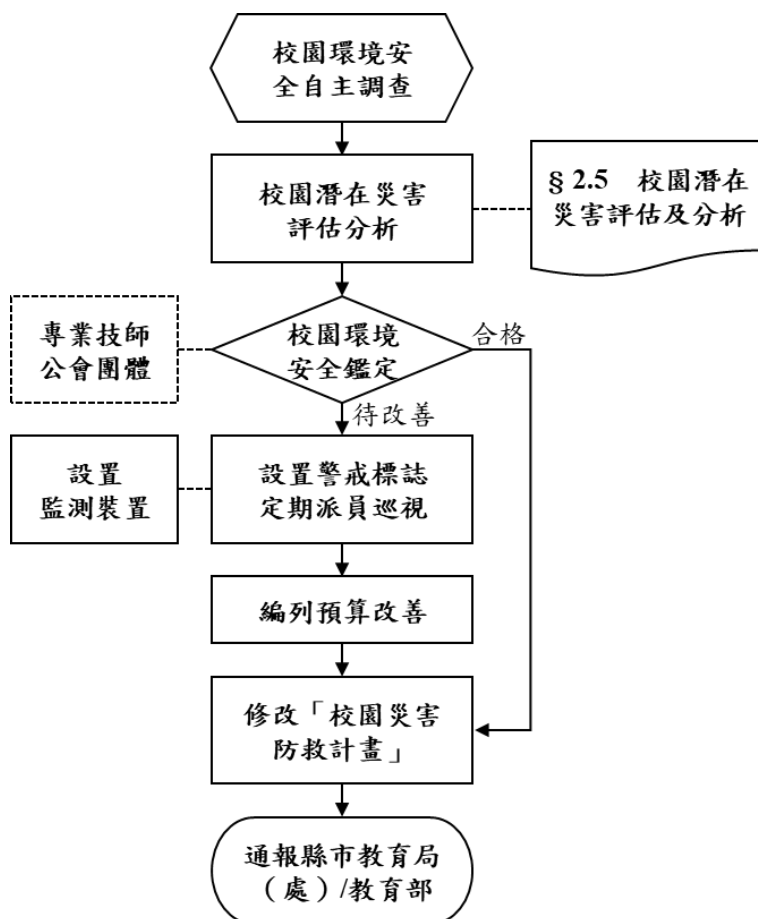 校園環境安
全自主調查
校園潛在災害
評估分析
§ 2.5 校園潛在
災害評估及分析
專業技師
公會團體
校園環境
安全鑑定
合格
待改善
設置
監測裝置
設置警戒標誌
定期派員巡視
編列預算改善
修改「校園災害
防救計畫」
通報縣市教育局
（處）/教育部